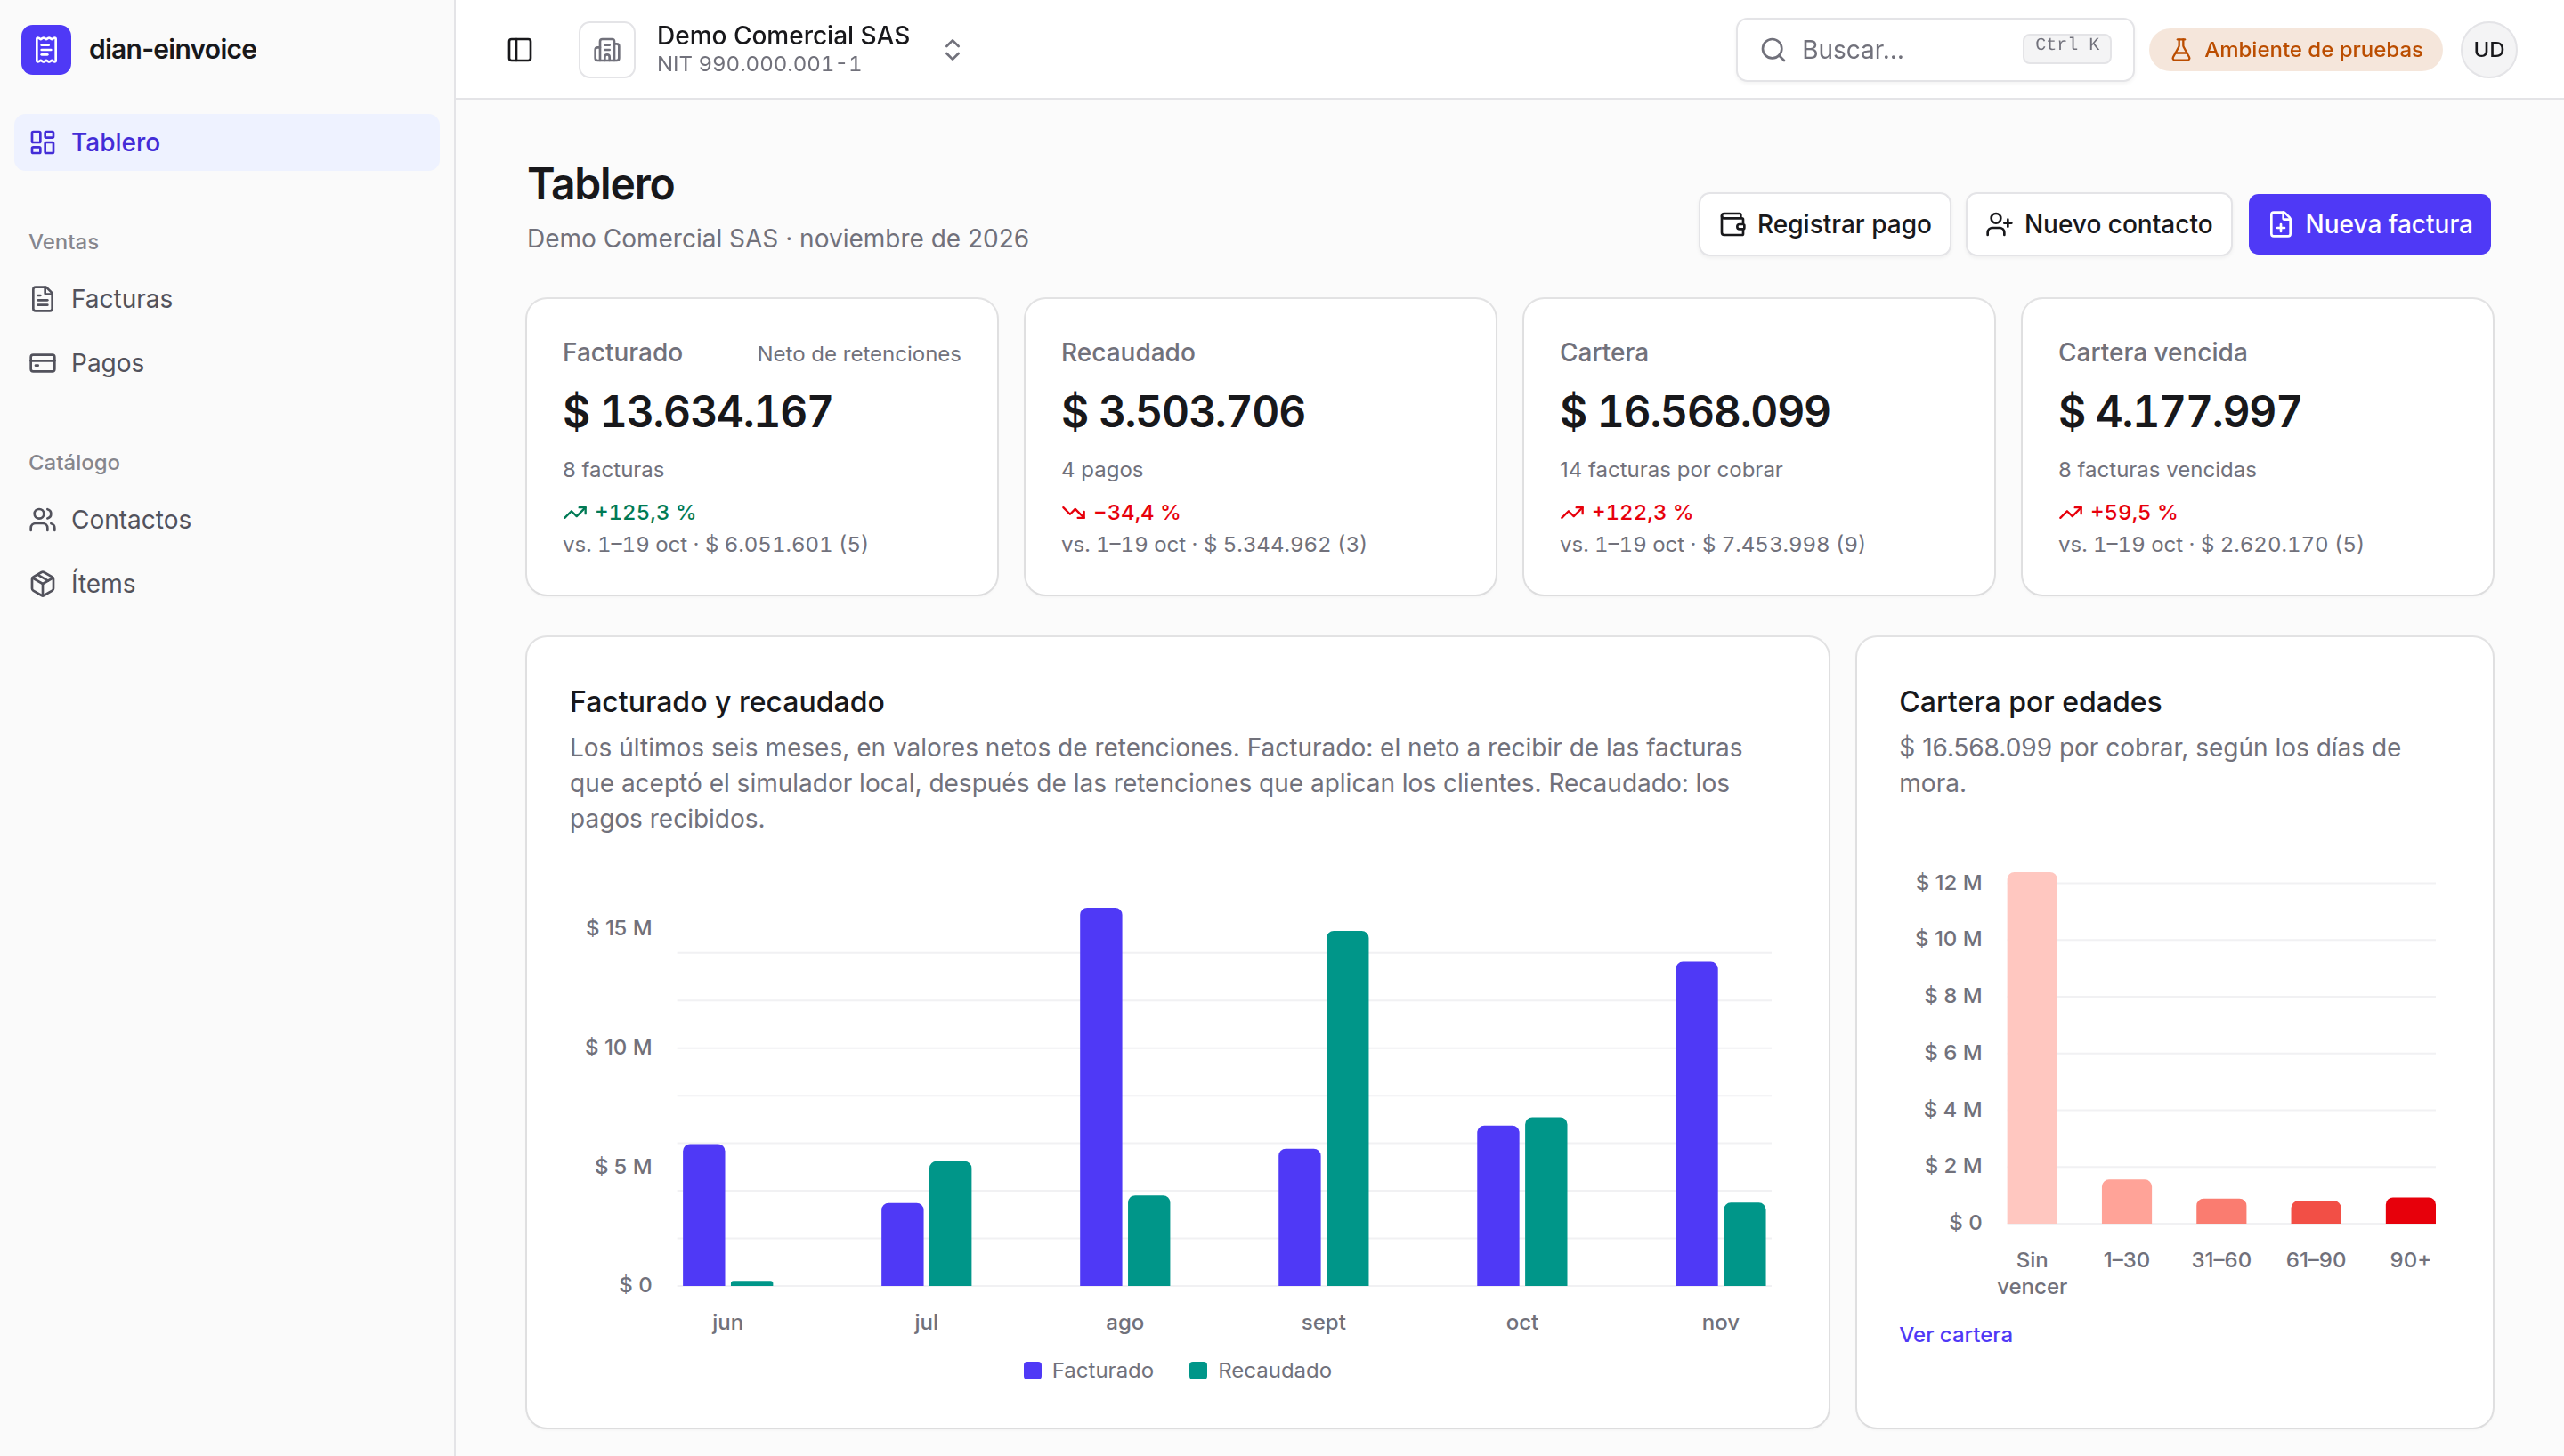 dian-einvoice
Demo Comercial SAS
NIT 990.000.001-1
Buscar...
Ctrl K
Ambiente de pruebas
UD
Tablero
Ventas
Facturas
Pagos
Catálogo
Contactos
Ítems
Tablero
Demo Comercial SAS · noviembre de 2026
Registrar pago
Nuevo contacto
Nueva factura
Facturado
Neto de retenciones
$ 13.634.167
8 facturas
+125,3 %
vs. 1–19 oct · $ 6.051.601 (5)
Recaudado
$ 3.503.706
4 pagos
−34,4 %
vs. 1–19 oct · $ 5.344.962 (3)
Cartera
$ 16.568.099
14 facturas por cobrar
+122,3 %
vs. 1–19 oct · $ 7.453.998 (9)
Cartera vencida
$ 4.177.997
8 facturas vencidas
+59,5 %
vs. 1–19 oct · $ 2.620.170 (5)
Facturado y recaudado
Los últimos seis meses, en valores netos de retenciones. Facturado: el neto a recibir de las facturas
que aceptó el simulador local, después de las retenciones que aplican los clientes. Recaudado: los
pagos recibidos.
$ 15 M
$ 10 M
$ 5 M
$ 0
jun
jul
ago
sept
oct
nov
Facturado
Recaudado
Cartera por edades
$ 16.568.099 por cobrar, según los días de
mora.
$ 12 M
$ 10 M
$ 8 M
$ 6 M
$ 4 M
$ 2 M
$ 0
Sin
vencer
1–30
31–60
61–90
90+
Ver cartera